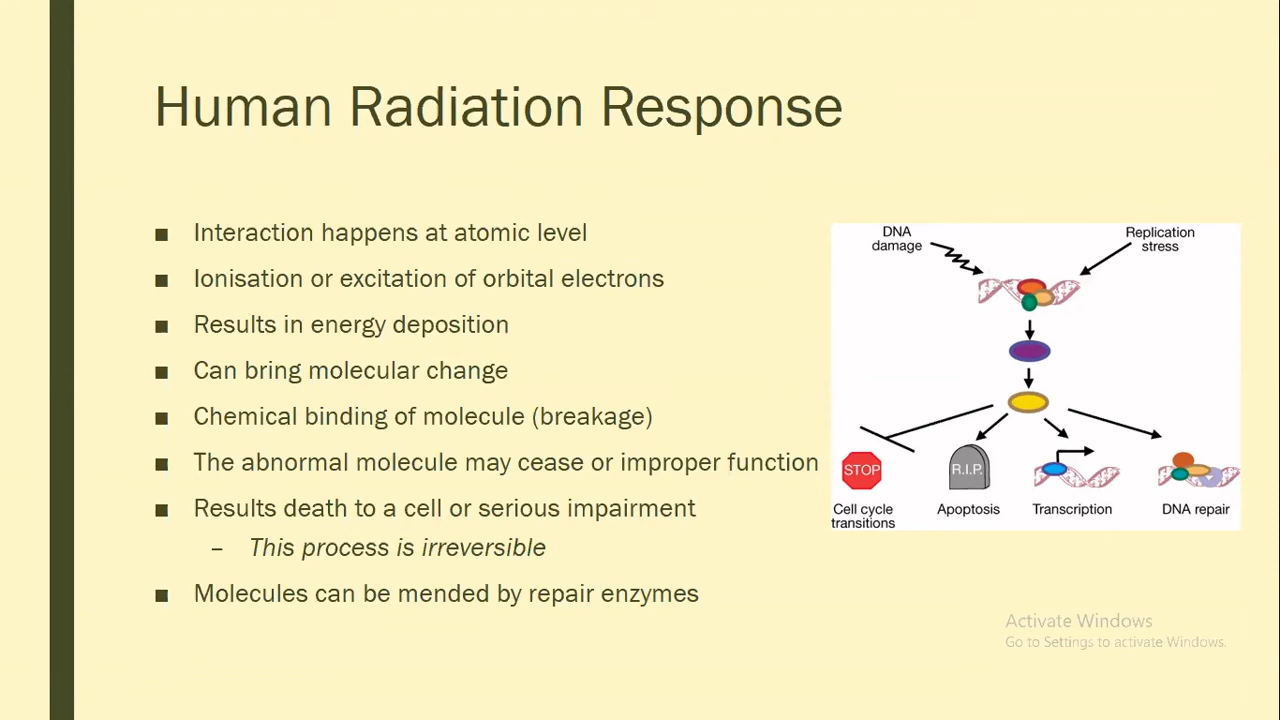 Human Radiation Response
■ Interaction happens at atomic level
■ Ionisation or excitation of orbital electrons
■ Results in energy deposition
■ Can bring molecular change
■ Chemical binding of molecule (breakage)
■ The abnormal molecule may cease or improper function
■ Results death to a cell or serious impairment
– This process is irreversible
■ Molecules can be mended by repair enzymes
DNA
damage
Replication
stress
STOP
R.I.P.
Cell cycle
transitions
Apoptosis
Transcription
DNA repair
Activate Windows
Go to Settings to activate Windows.